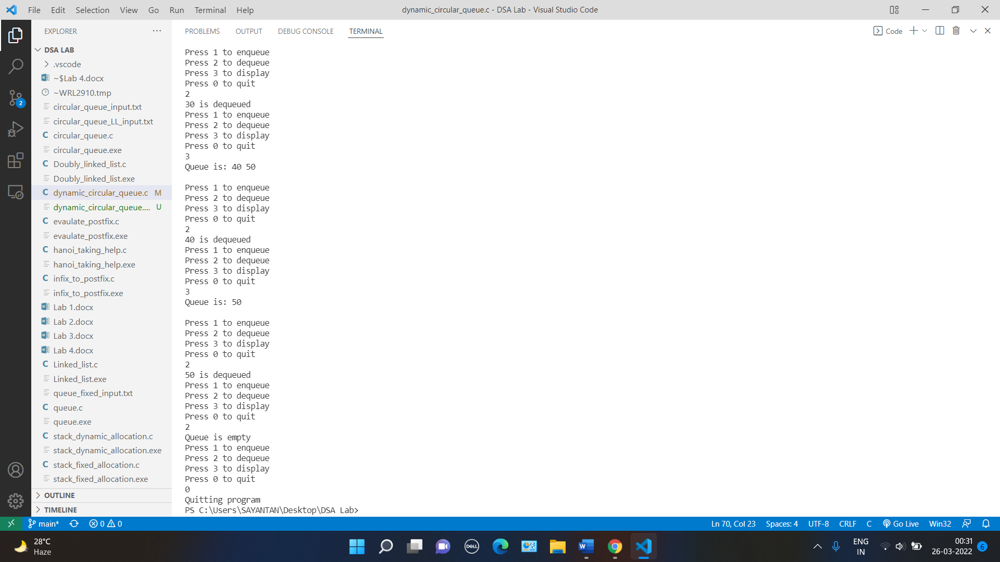 File Edit Selection View Go Run Terminal Help
dynamic_circular_queue.c - DSA Lab - Visual Studio Code
EXPLORER
DSA LAB
.vscode
~$Lab 4.docx
~WRL2910.tmp
circular_queue_input.txt
circular_queue_LL_input.txt
C circular_queue.c
circular_queue.exe
C Doubly_linked_list.c
Doubly_linked_list.exe
C dynamic_circular_queue.c M
dynamic_circular_queue.... U
C evaulate_postfix.c
evaulate_postfix.exe
C hanoi_taking_help.c
hanoi_taking_help.exe
C infix_to_postfix.c
infix_to_postfix.exe
Lab 1.docx
Lab 2.docx
Lab 3.docx
Lab 4.docx
C Linked_list.c
Linked_list.exe
queue_fixed_input.txt
C queue.c
queue.exe
C stack_dynamic_allocation.c
stack_dynamic_allocation.exe
C stack_fixed_allocation.c
stack_fixed_allocation.exe
OUTLINE
TIMELINE
2
PROBLEMS OUTPUT DEBUG CONSOLE TERMINAL
Code
Press 1 to enqueue
Press 2 to dequeue
Press 3 to display
Press 0 to quit
2
30 is dequeued
Press 1 to enqueue
Press 2 to dequeue
Press 3 to display
Press 0 to quit
3
Queue is: 40 50
Press 1 to enqueue
Press 2 to dequeue
Press 3 to display
Press 0 to quit
2
40 is dequeued
Press 1 to enqueue
Press 2 to dequeue
Press 3 to display
Press 0 to quit
3
Queue is: 50
Press 1 to enqueue
Press 2 to dequeue
Press 3 to display
Press 0 to quit
2
50 is dequeued
Press 1 to enqueue
Press 2 to dequeue
Press 3 to display
Press 0 to quit
2
Queue is empty
Press 1 to enqueue
Press 2 to dequeue
Press 3 to display
Press 0 to quit
0
Quitting program
PS C:\Users\SAYANTAN\Desktop\DSA Lab>
main* 0 0
Ln 70, Col 23 Spaces: 4 UTF-8 CRLF C Go Live Win32
28°C
Haze
DELL
ENG
IN
00:31
26-03-2022
6